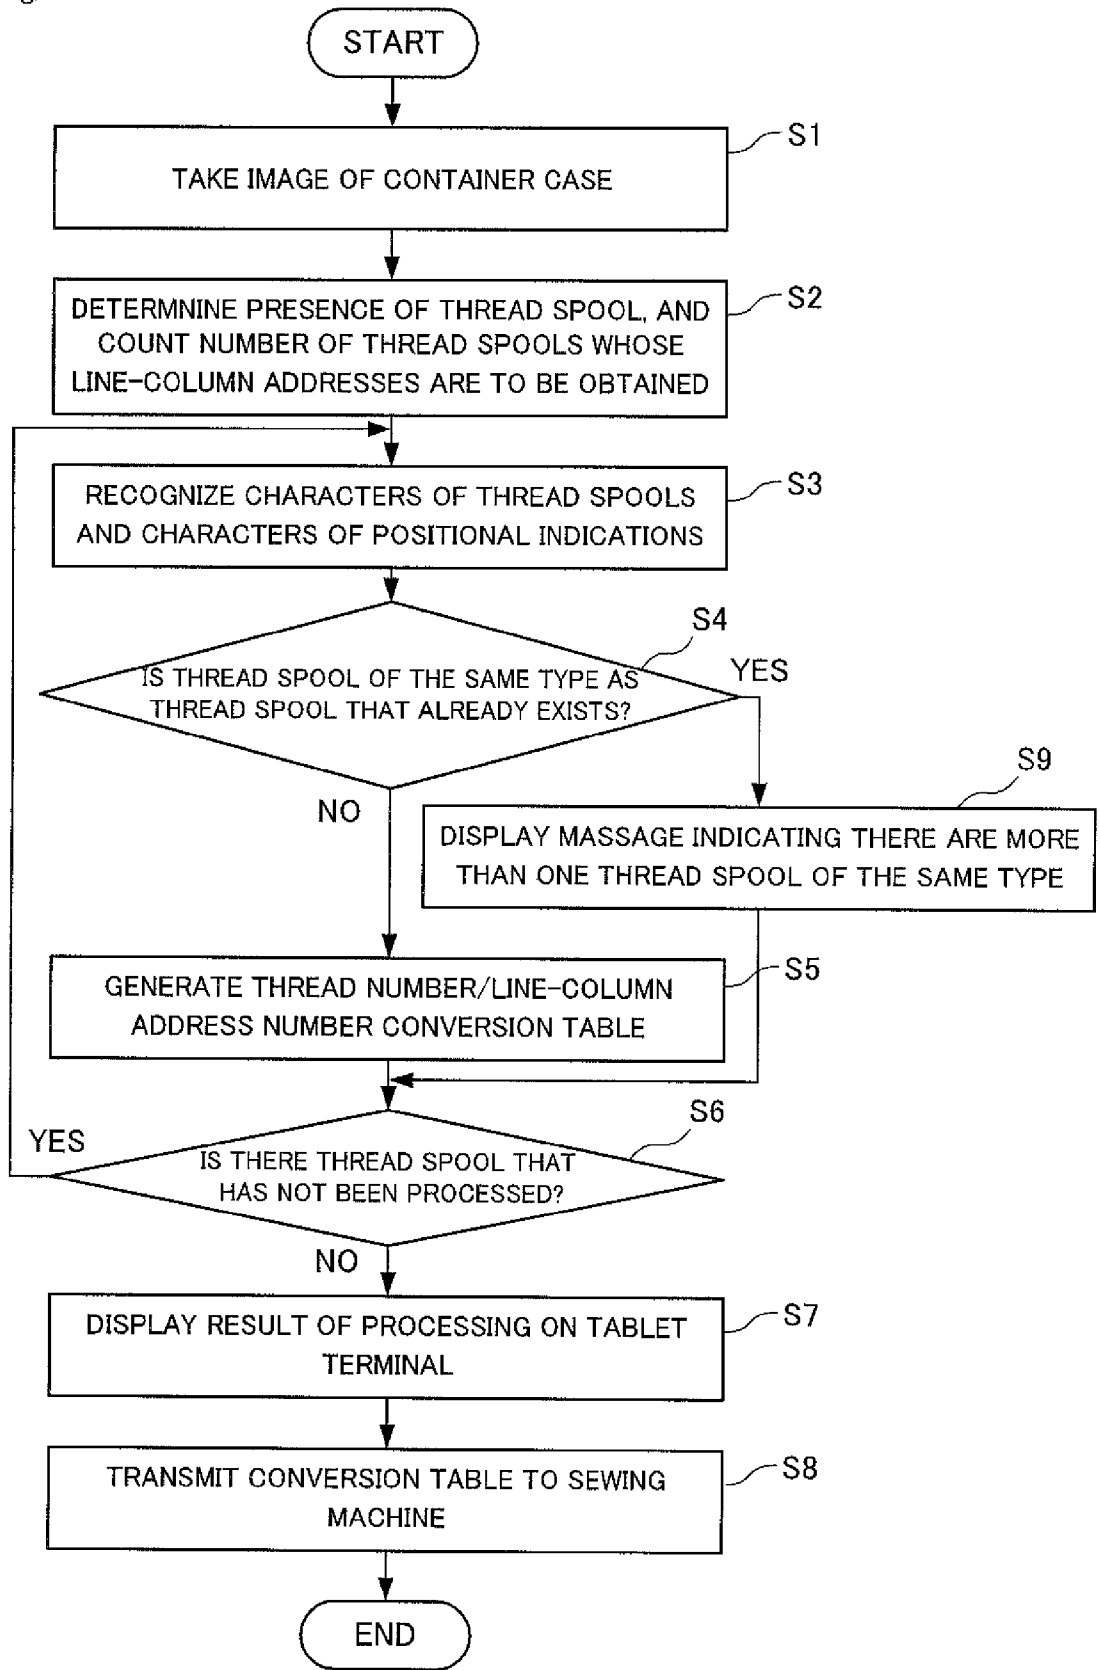 START
S1
TAKE IMAGE OF CONTAINER CASE
S2
DETERMNINE PRESENCE OF THREAD SPOOL, AND
COUNT NUMBER OF THREAD SPOOLS WHOSE
LINE-COLUMN ADDRESSES ARE TO BE OBTAINED
S3
RECOGNIZE CHARACTERS OF THREAD SPOOLS
AND CHARACTERS OF POSITIONAL INDICATIONS
S4
IS THREAD SPOOL OF THE SAME TYPE AS
THREAD SPOOL THAT ALREADY EXISTS?
YES
NO
S9
DISPLAY MASSAGE INDICATING THERE ARE MORE
THAN ONE THREAD SPOOL OF THE SAME TYPE
S5
GENERATE THREAD NUMBER/LINE-COLUMN
ADDRESS NUMBER CONVERSION TABLE
S6
YES
IS THERE THREAD SPOOL THAT
HAS NOT BEEN PROCESSED?
NO
S7
DISPLAY RESULT OF PROCESSING ON TABLET
TERMINAL
S8
TRANSMIT CONVERSION TABLE TO SEWING
MACHINE
END